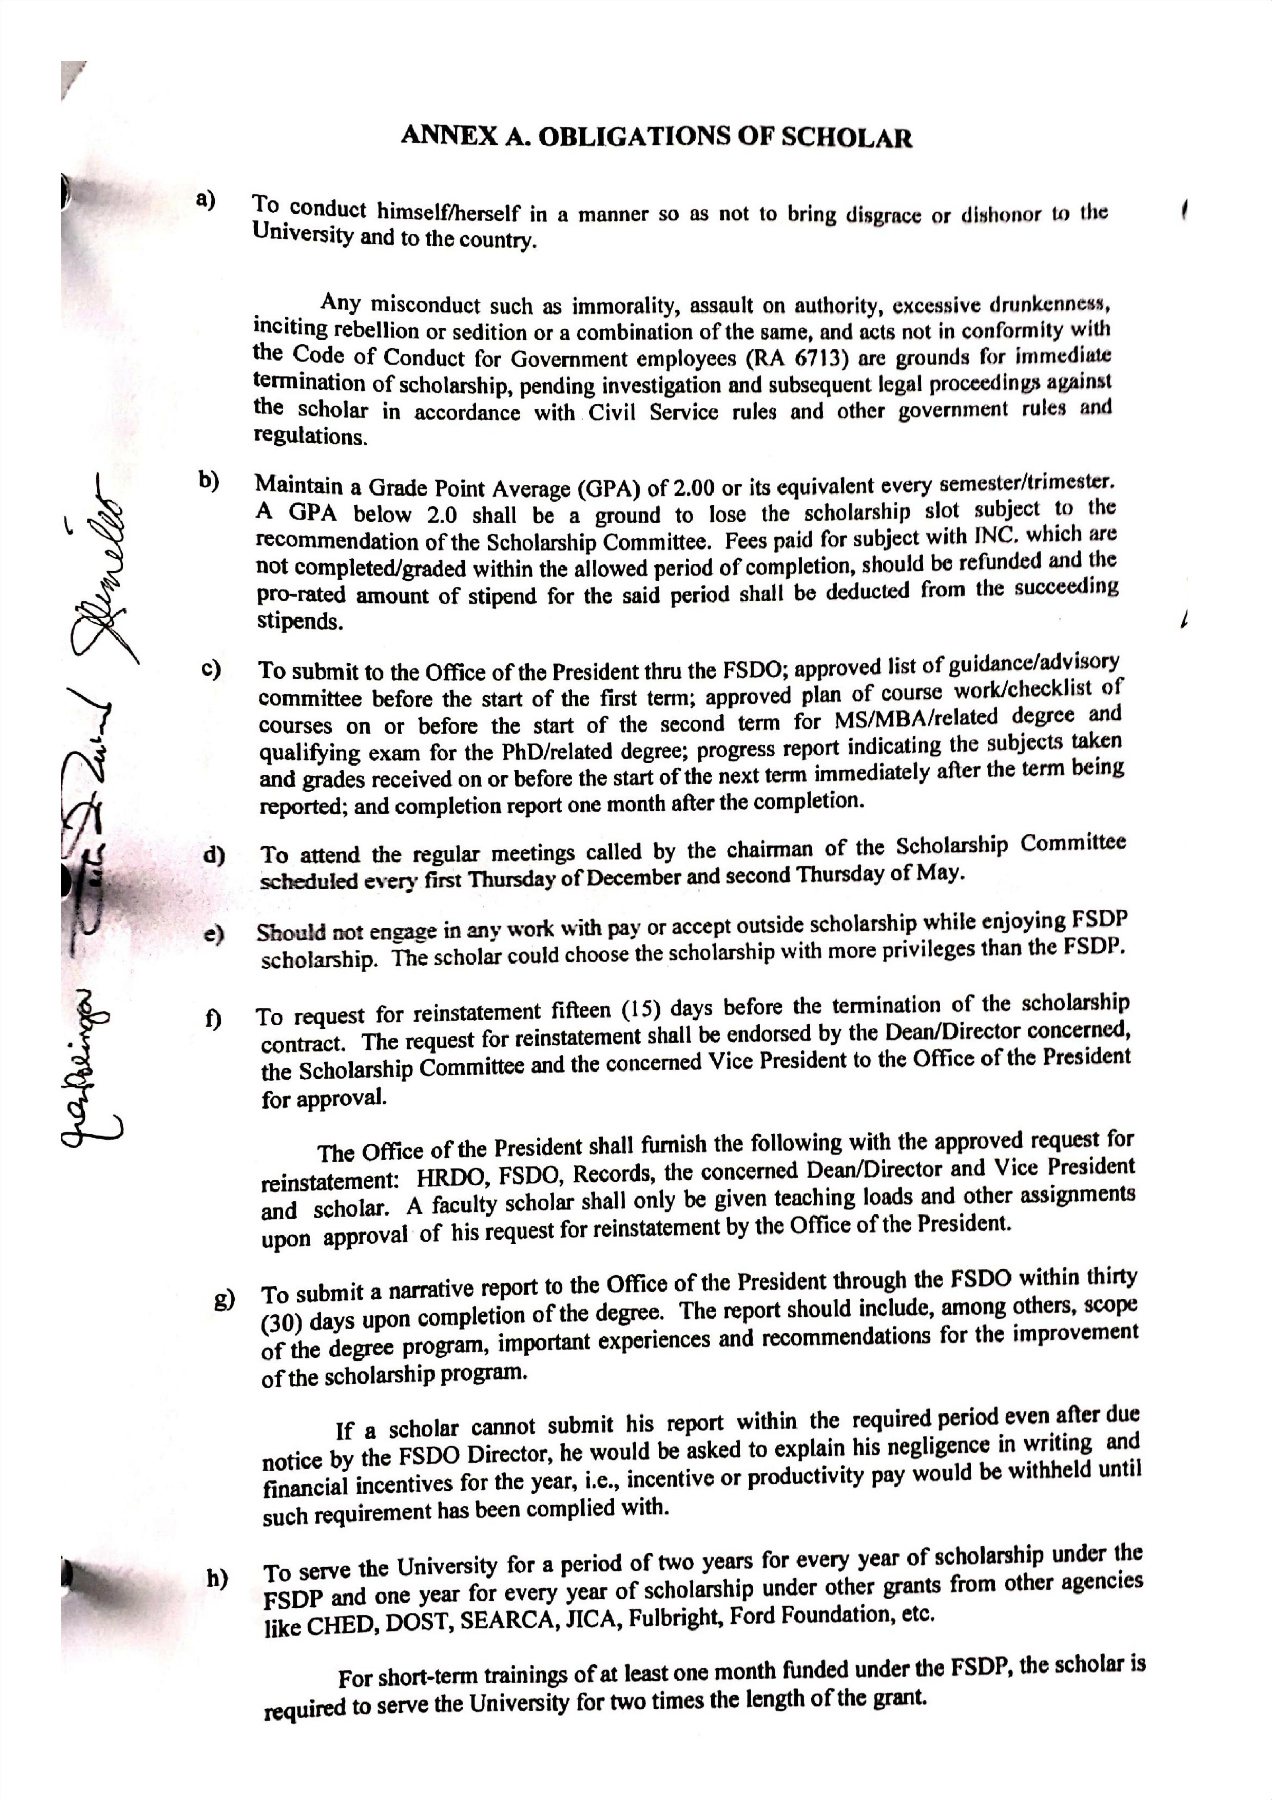 ANNEX A. OBLIGATIONS OF SCHOLAR
a) To conduct himself/herself in a manner so as not to bring disgrace or dishonor to the
University and to the country.
Any misconduct such as immorality, assault on authority, excessive drunkenness,
inciting rebellion or sedition or a combination of the same, and acts not in conformity with
the Code of Conduct for Government employees (RA 6713) are grounds for immediate
termination of scholarship, pending investigation and subsequent legal proceedings against
the scholar in accordance with Civil Service rules and other government rules and
regulations.
b) Maintain a Grade Point Average (GPA) of 2.00 or its equivalent every semester/trimester.
A GPA below 2.0 shall be a ground to lose the scholarship slot subject to the
recommendation of the Scholarship Committee. Fees paid for subject with INC. which are
not completed/graded within the allowed period of completion, should be refunded and the
pro-rated amount of stipend for the said period shall be deducted from the succeeding
stipends.
c) To submit to the Office of the President thru the FSDO; approved list of guidance/advisory
committee before the start of the first term; approved plan of course work/checklist of
courses on or before the start of the second term for MS/MBA/related degree and
qualifying exam for the PhD/related degree; progress report indicating the subjects taken
and grades received on or before the start of the next term immediately after the term being
reported; and completion report one month after the completion.
d) To attend the regular meetings called by the chairman of the Scholarship Committee
scheduled every first Thursday of December and second Thursday of May.
e) Should not engage in any work with pay or accept outside scholarship while enjoying FSDP
scholarship. The scholar could choose the scholarship with more privileges than the FSDP.
f) To request for reinstatement fifteen (15) days before the termination of the scholarship
contract. The request for reinstatement shall be endorsed by the Dean/Director concerned,
the Scholarship Committee and the concerned Vice President to the Office of the President
for approval.
The Office of the President shall furnish the following with the approved request for
reinstatement: HRDO, FSDO, Records, the concerned Dean/Director and Vice President
and scholar. A faculty scholar shall only be given teaching loads and other assignments
upon approval of his request for reinstatement by the Office of the President.
g) To submit a narrative report to the Office of the President through the FSDO within thirty
(30) days upon completion of the degree. The report should include, among others, scope
of the degree program, important experiences and recommendations for the improvement
of the scholarship program.
If a scholar cannot submit his report within the required period even after due
notice by the FSDO Director, he would be asked to explain his negligence in writing and
financial incentives for the year, i.e., incentive or productivity pay would be withheld until
such requirement has been complied with.
h) To serve the University for a period of two years for every year of scholarship under the
FSDP and one year for every year of scholarship under other grants from other agencies
like CHED, DOST, SEARCA, JICA, Fulbright, Ford Foundation, etc.
For short-term trainings of at least one month funded under the FSDP, the scholar is
required to serve the University for two times the length of the grant.